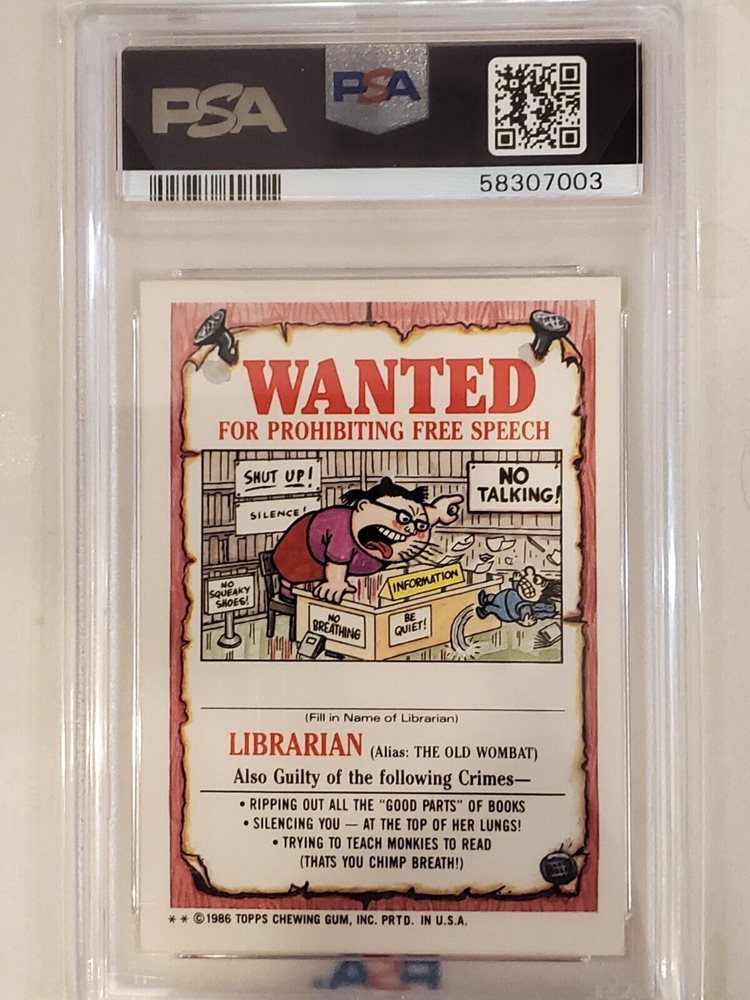 PSA
PSA
58307003
WANTED
FOR PROHIBITING FREE SPEECH
SHUT UP!
SILENCE!
NO
TALKING!
NO
SQUEAKY
SHOES!
INFORMATION
NO
BREATHING
BE
QUIET!
(Fill in Name of Librarian)
LIBRARIAN (Alias: THE OLD WOMBAT)
Also Guilty of the following Crimes—
• RIPPING OUT ALL THE "GOOD PARTS" OF BOOKS
• SILENCING YOU — AT THE TOP OF HER LUNGS!
• TRYING TO TEACH MONKIES TO READ
(THATS YOU CHIMP BREATH!)
** ©1986 TOPPS CHEWING GUM, INC. PRTD. IN U.S.A.
PSA